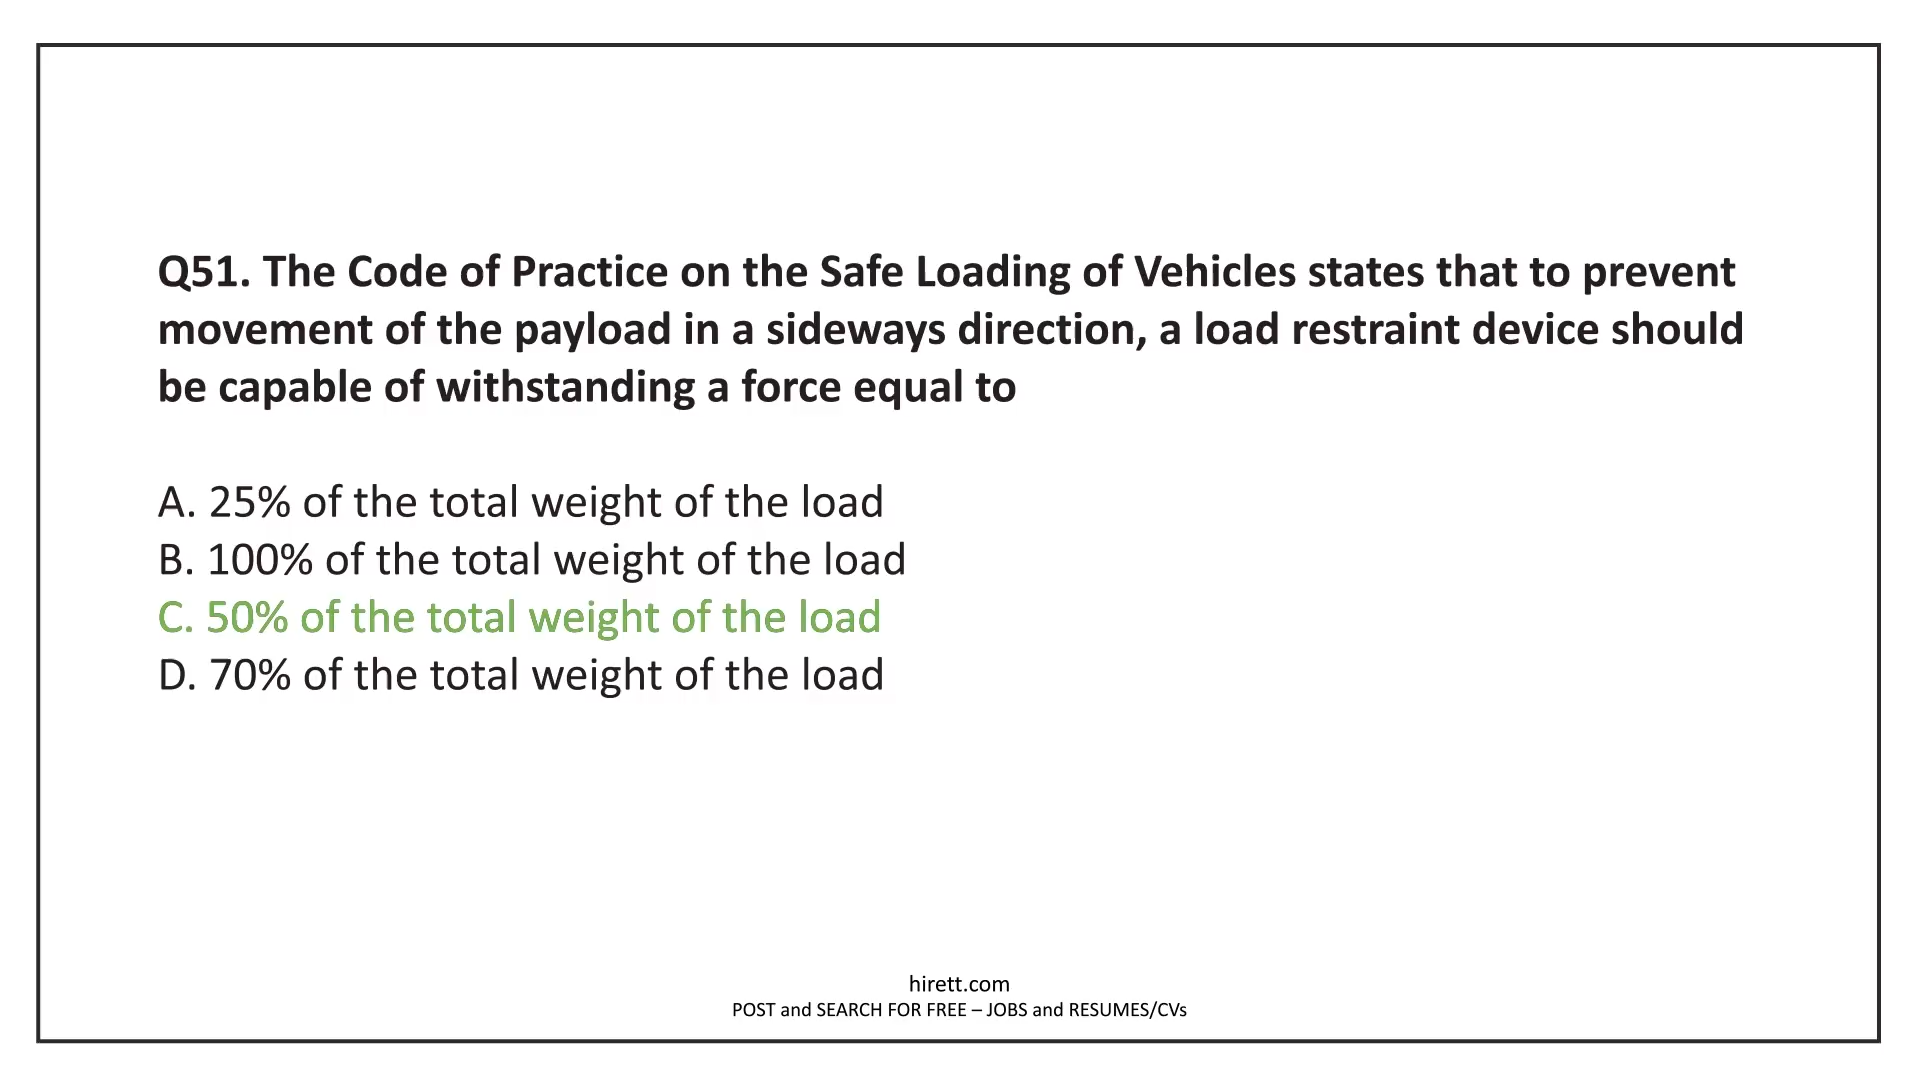 Q51. The Code of Practice on the Safe Loading of Vehicles states that to prevent
movement of the payload in a sideways direction, a load restraint device should
be capable of withstanding a force equal to
A. 25% of the total weight of the load
B. 100% of the total weight of the load
C. 50% of the total weight of the load
D. 70% of the total weight of the load
hirett.com
POST and SEARCH FOR FREE – JOBS and RESUMES/CVs